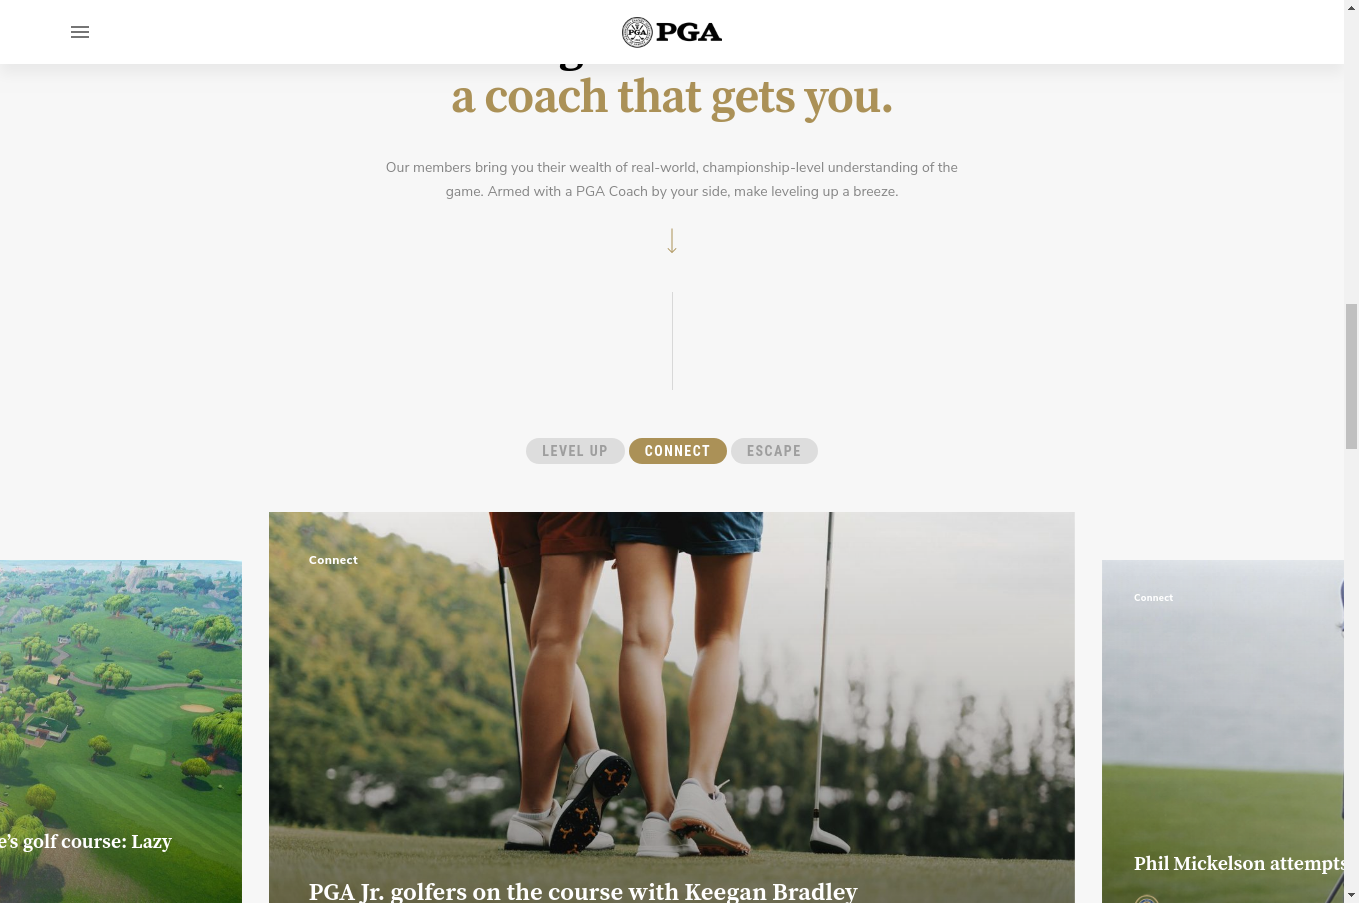 PGA
PGA
a coach that gets you.
Our members bring you their wealth of real-world, championship-level understanding of the
game. Armed with a PGA Coach by your side, make leveling up a breeze.
LEVEL UP
CONNECT
ESCAPE
Connect
Connect
e's golf course: Lazy
PGA Jr. golfers on the course with Keegan Bradley
Phil Mickelson attempts